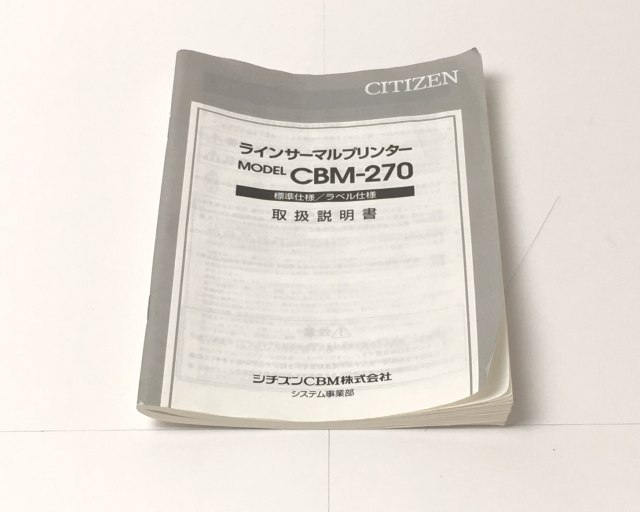 CITIZEN
ラインサーマルプリンター
MODEL CBM-270
標準仕様／ラベル仕様
取扱説明書
シチズンCBM株式会社
システム事業部